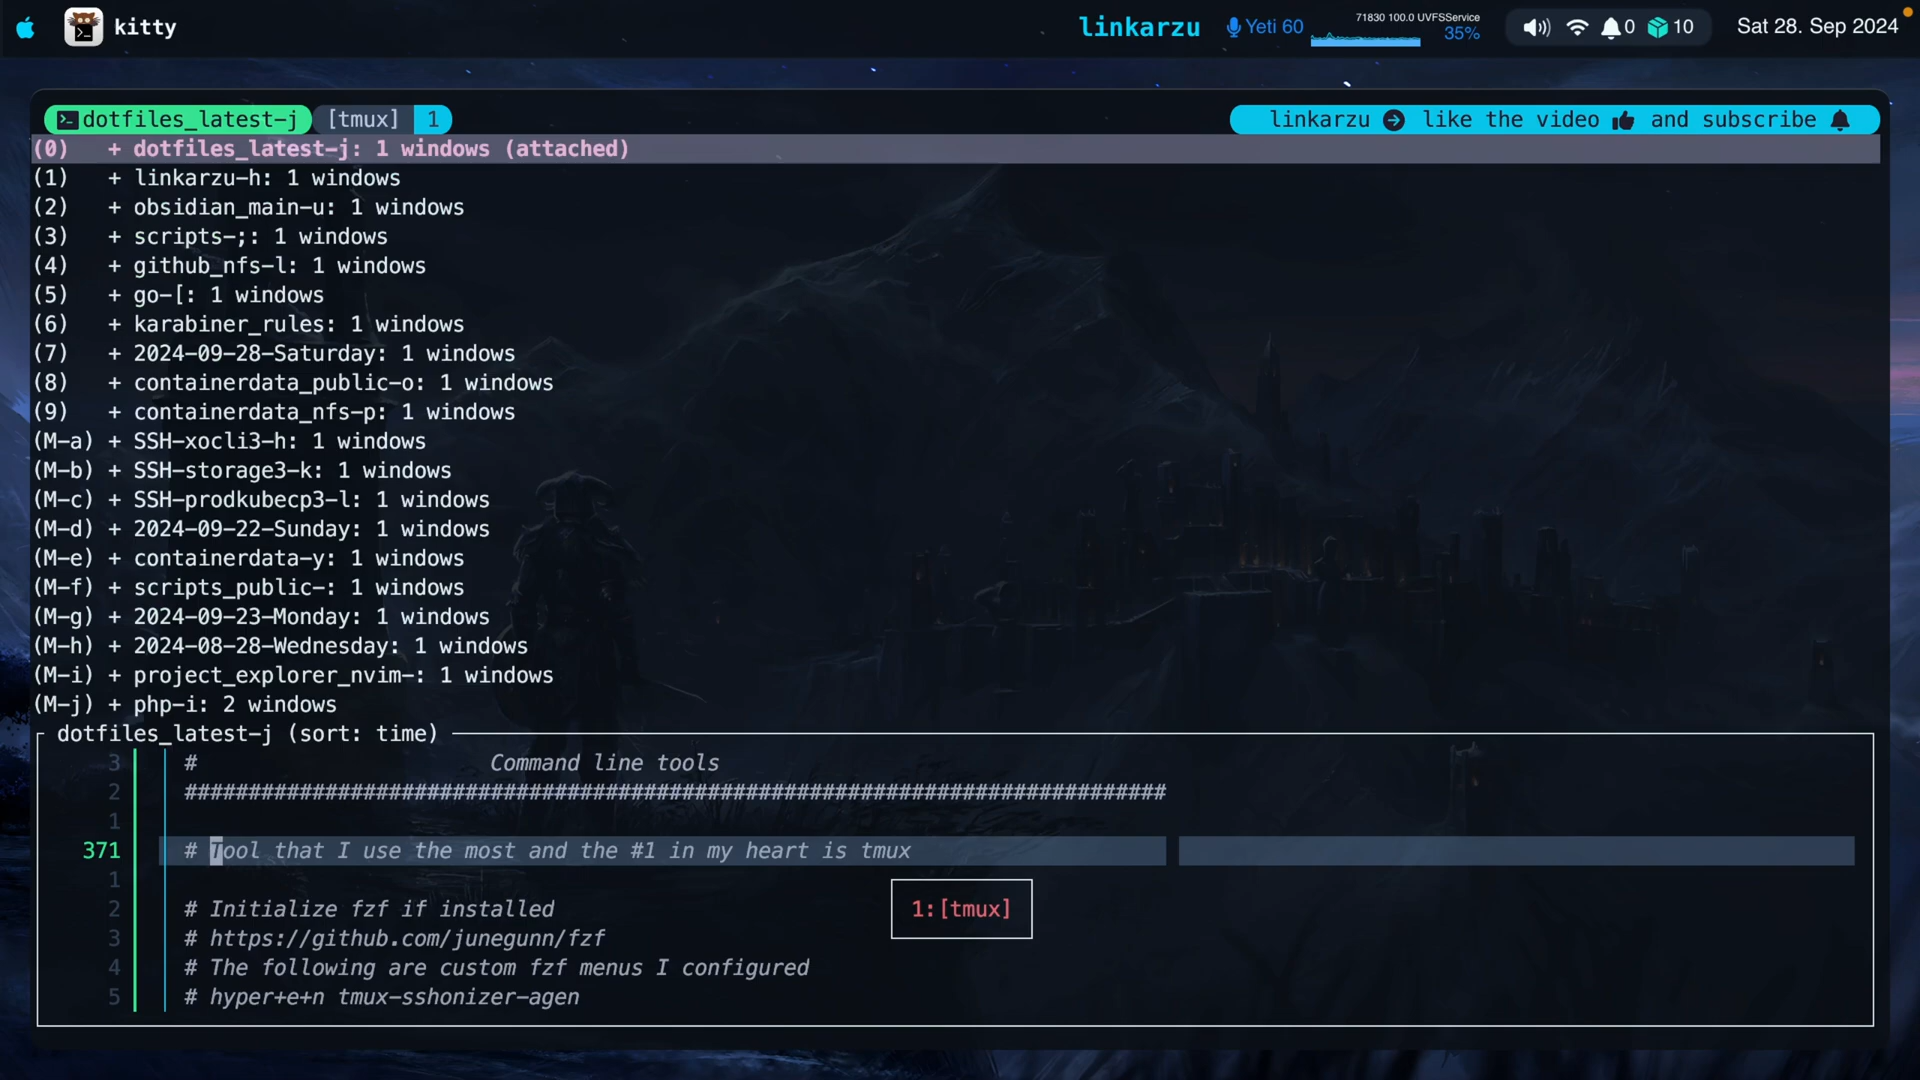 kitty
linkarzu
Yeti 60
71830 100.0 UVFSService
35%
0
10
Sat 28. Sep 2024
dotfiles_latest-j [tmux] 1
linkarzu like the video and subscribe
(0) + dotfiles_latest-j: 1 windows (attached)
(1) + linkarzu-h: 1 windows
(2) + obsidian_main-u: 1 windows
(3) + scripts-;: 1 windows
(4) + github_nfs-l: 1 windows
(5) + go-[: 1 windows
(6) + karabiner_rules: 1 windows
(7) + 2024-09-28-Saturday: 1 windows
(8) + containerdata_public-o: 1 windows
(9) + containerdata_nfs-p: 1 windows
(M-a) + SSH-xocli3-h: 1 windows
(M-b) + SSH-storage3-k: 1 windows
(M-c) + SSH-prodkubecp3-l: 1 windows
(M-d) + 2024-09-22-Sunday: 1 windows
(M-e) + containerdata-y: 1 windows
(M-f) + scripts_public-: 1 windows
(M-g) + 2024-09-23-Monday: 1 windows
(M-h) + 2024-08-28-Wednesday: 1 windows
(M-i) + project_explorer_nvim-: 1 windows
(M-j) + php-i: 2 windows
dotfiles_latest-j (sort: time)
3 # Command line tools
2 #############################################################################
1
371 # Tool that I use the most and the #1 in my heart is tmux
1
2 # Initialize fzf if installed
3 # https://github.com/junegunn/fzf
4 # The following are custom fzf menus I configured
5 # hyper+e+n tmux-sshonizer-agen
1:[tmux]